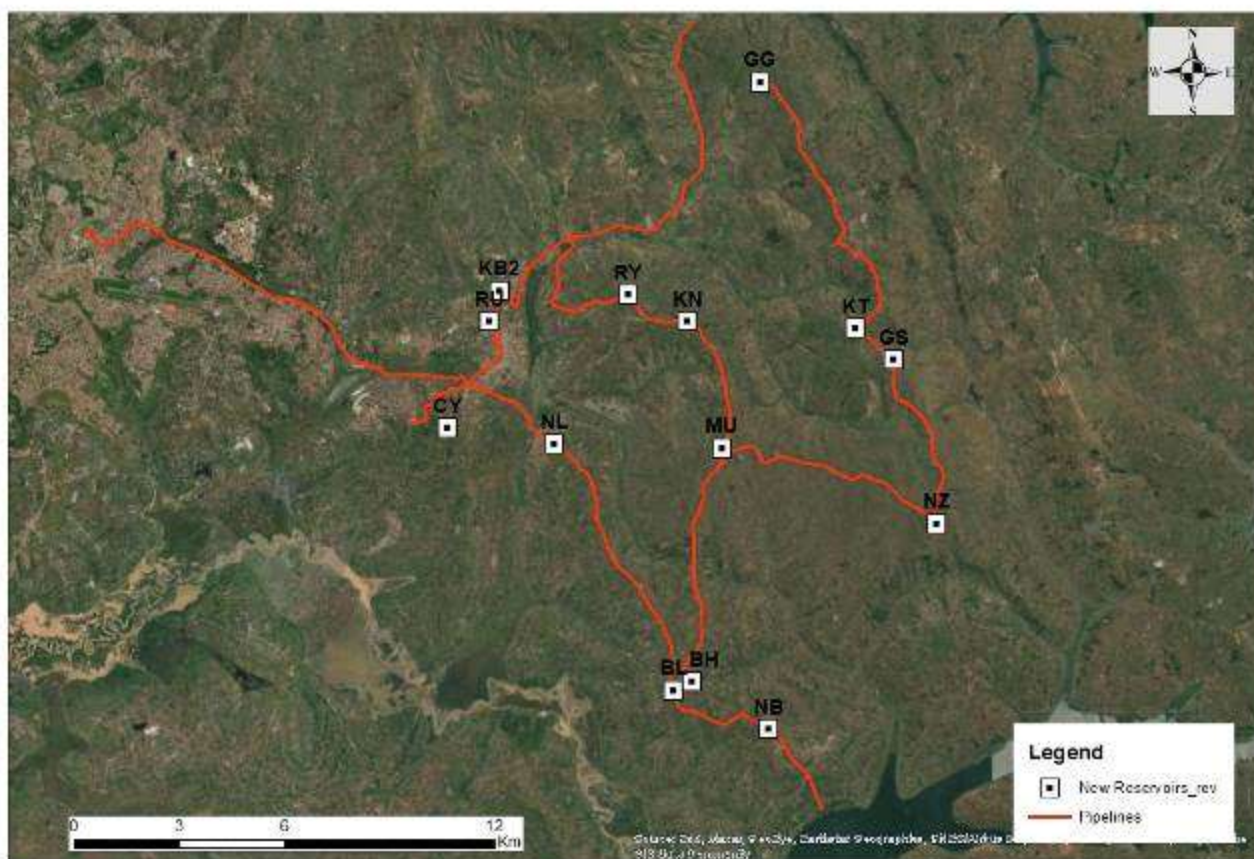 N
W E
S
GG
KB2
RY
KN
KT
GS
CY
NL
MU
NZ
BL BH
NB
Legend
New Reservoirs_rev
Pipelines
0 3 6 12
Km